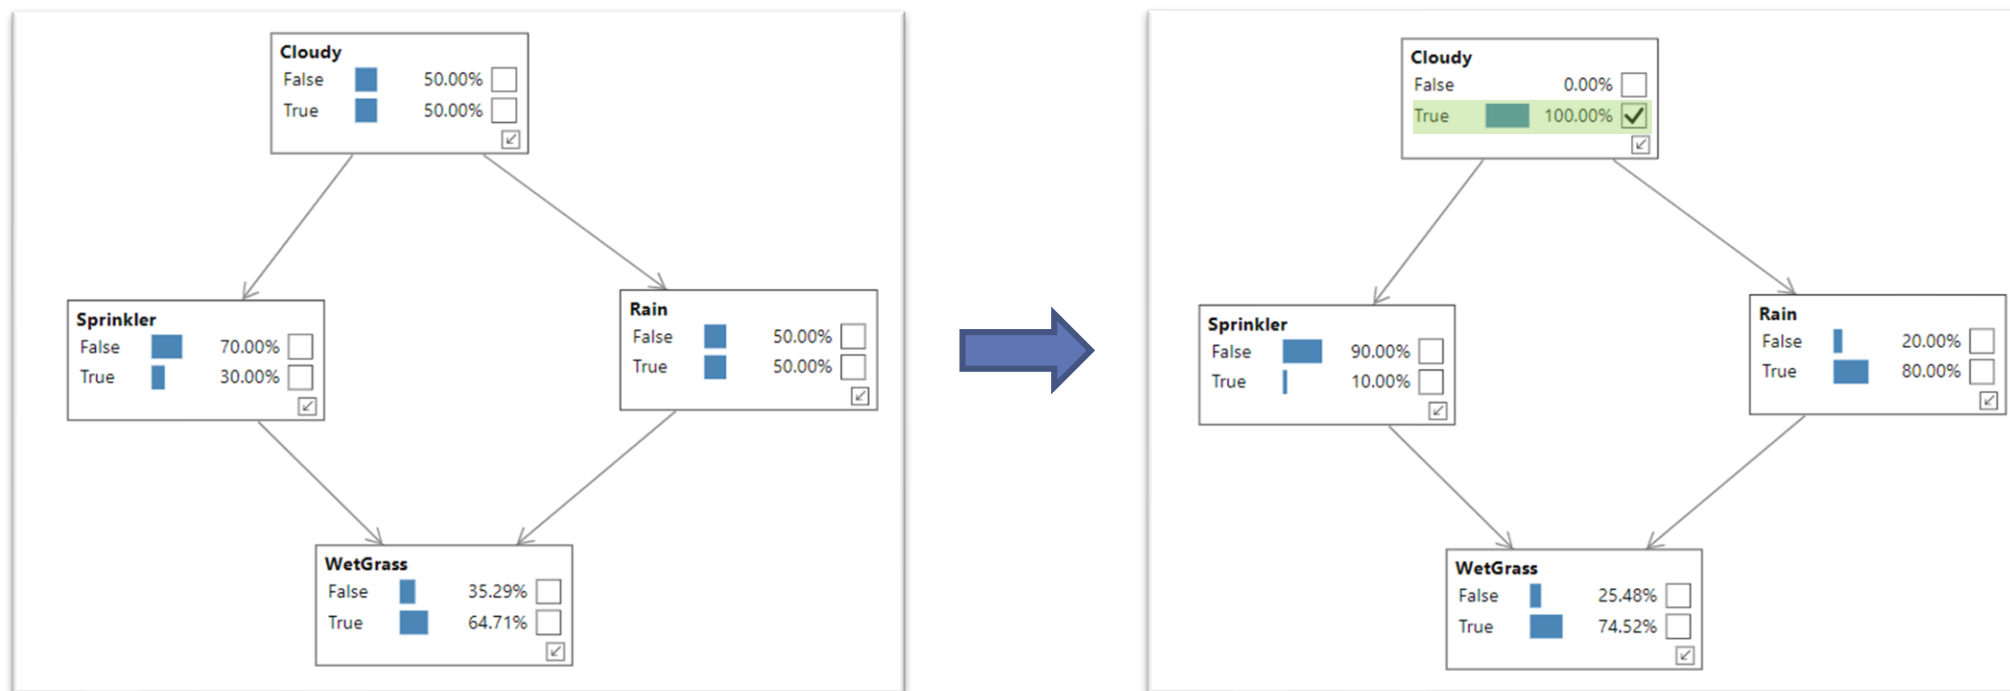 Cloudy
False 50.00%
True 50.00%
Sprinkler
False 70.00%
True 30.00%
Rain
False 50.00%
True 50.00%
WetGrass
False 35.29%
True 64.71%
Cloudy
False 0.00%
True 100.00%
Sprinkler
False 90.00%
True 10.00%
Rain
False 20.00%
True 80.00%
WetGrass
False 25.48%
True 74.52%